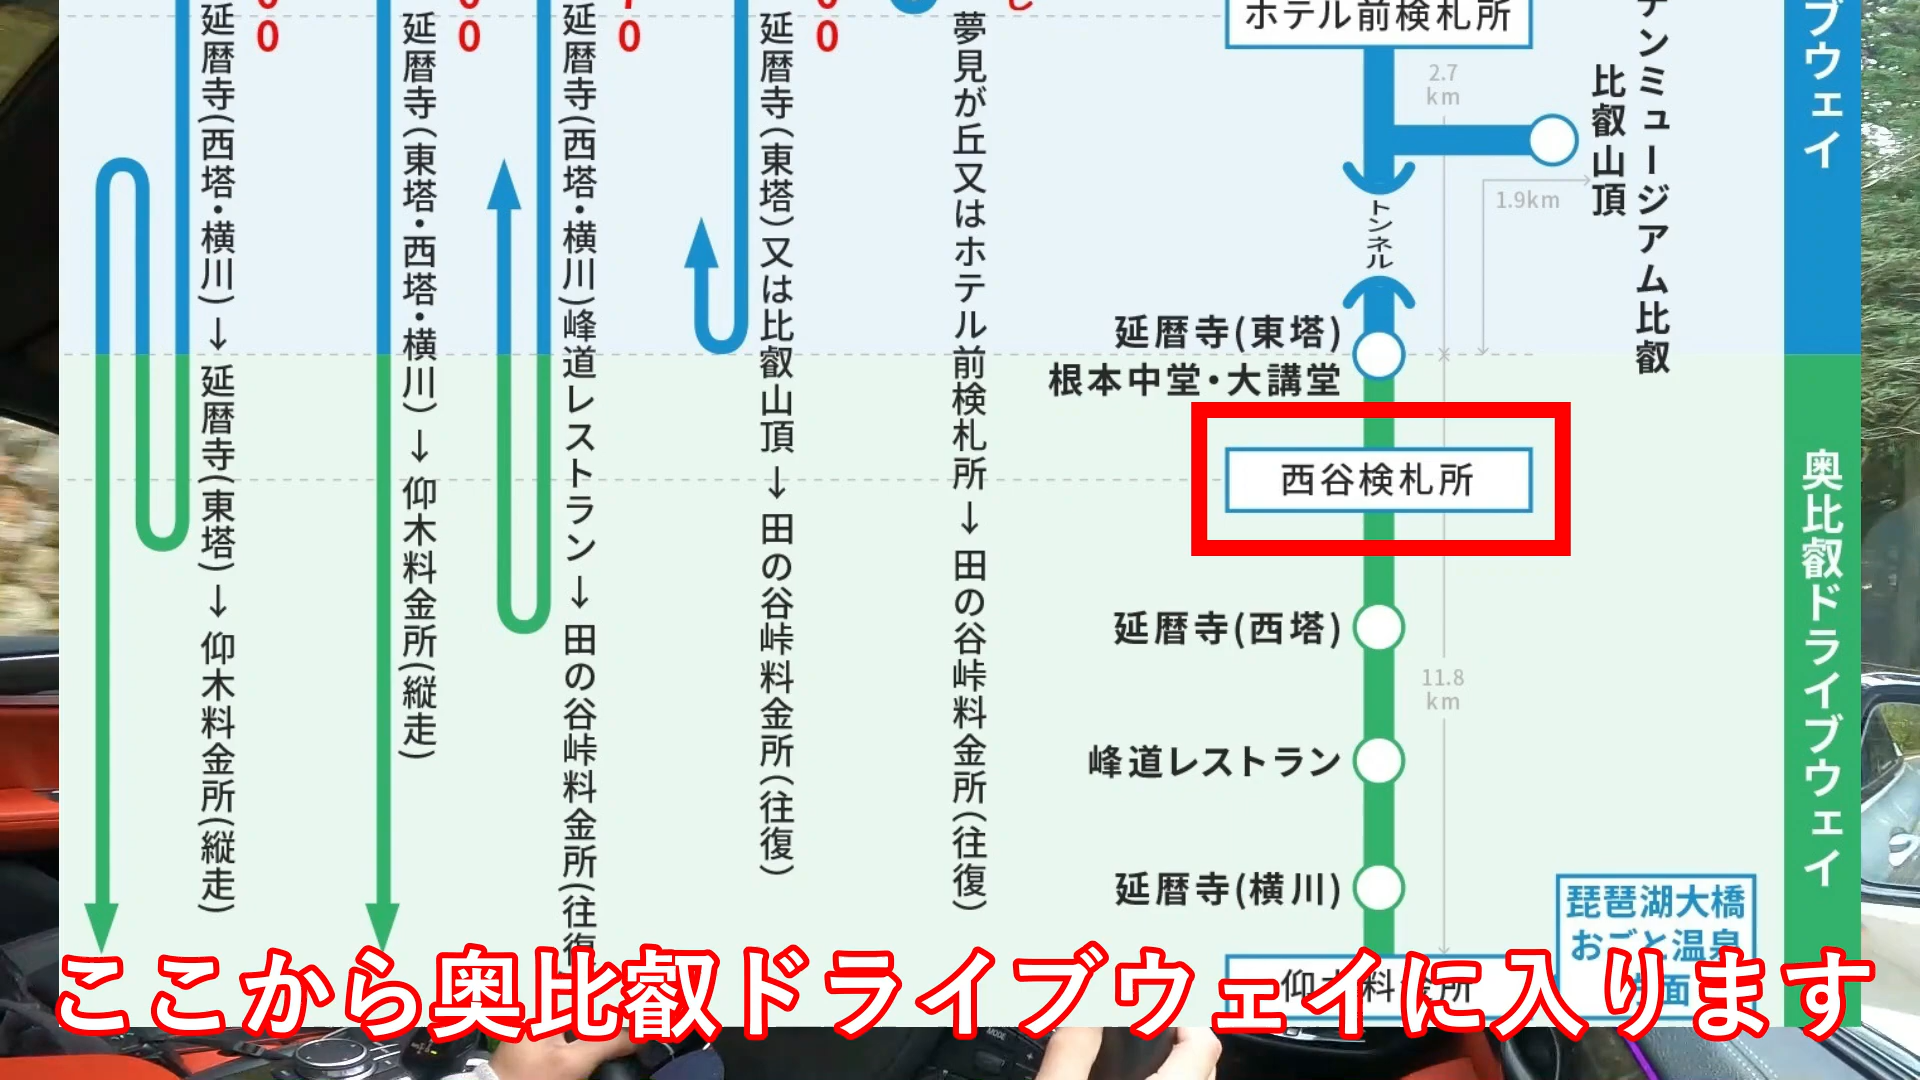 ブウェイ
奥比叡ドライブウェイ
テンミュージアム比叡
比叡山頂
ホテル前検札所
2.7
km
1.9km
トンネル
延暦寺(東塔)
根本中堂・大講堂
西谷検札所
延暦寺(西塔)
11.8
km
峰道レストラン
延暦寺(横川)
仰木料金所
琵琶湖大橋
おごと温泉
面
夢見が丘又はホテル前検札所→田の谷峠料金所(往復)
0
延暦寺(東塔)又は比叡山頂→田の谷峠料金所(往復)
0
延暦寺(西塔・横川)峰道レストラン→田の谷峠料金所(往復
0
延暦寺(東塔・西塔・横川)→仰木料金所(縦走)
0
延暦寺(西塔・横川)→延暦寺(東塔)→仰木料金所(縦走)
ここから奥比叡ドライブウェイに入ります
MODE